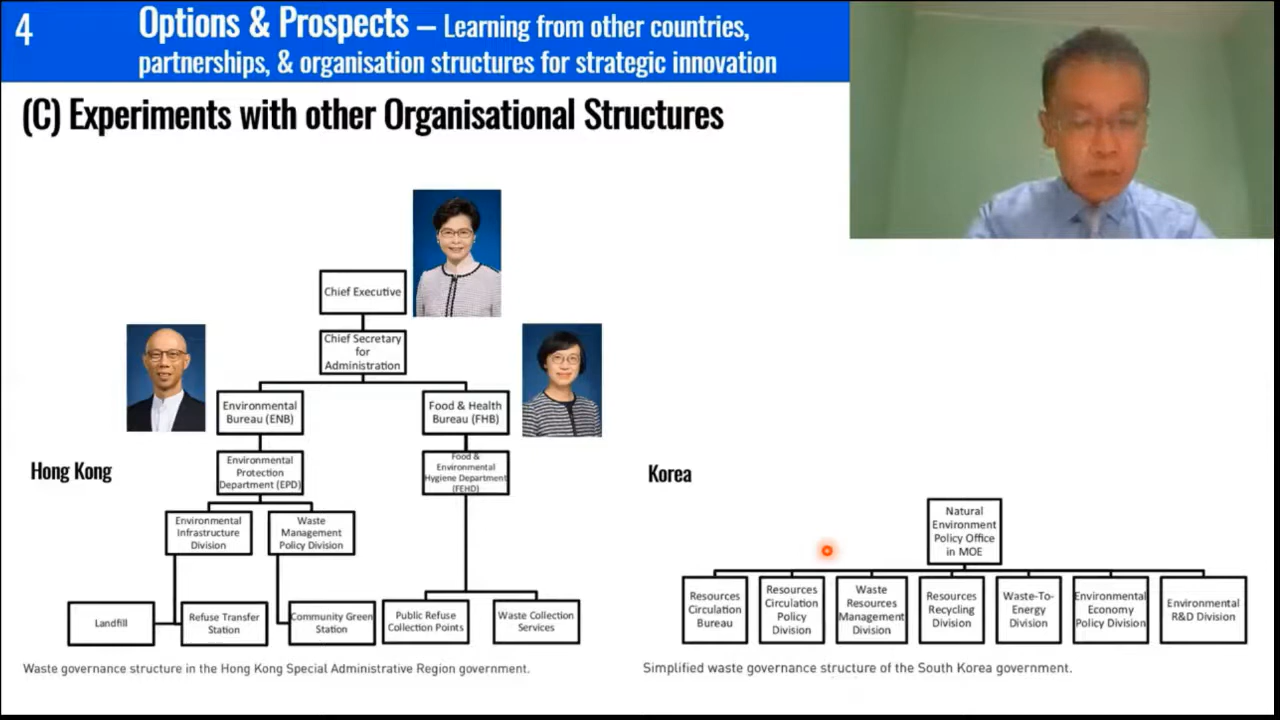 4
Options & Prospects – Learning from other countries,
partnerships, & organisation structures for strategic innovation
(C) Experiments with other Organisational Structures
Chief Executive
Chief Secretary
for
Administration
Environmental
Bureau (ENB)
Food & Health
Bureau (FHB)
Hong Kong
Environmental
Protection
Department (EPD)
Food &
Environmental
Hygiene Department
(FEHD)
Environmental
Infrastructure
Division
Waste
Management
Policy Division
Landfill
Refuse Transfer
Station
Community Green
Station
Public Refuse
Collection Points
Waste Collection
Services
Waste governance structure in the Hong Kong Special Administrative Region government.
Korea
Natural
Environment
Policy Office
in MOE
Resources
Circulation
Bureau
Resources
Circulation
Policy
Division
Waste
Resources
Management
Division
Resources
Recycling
Division
Waste-To-
Energy
Division
Environmental
Economy
Policy Division
Environmental
R&D Division
Simplified waste governance structure of the South Korea government.